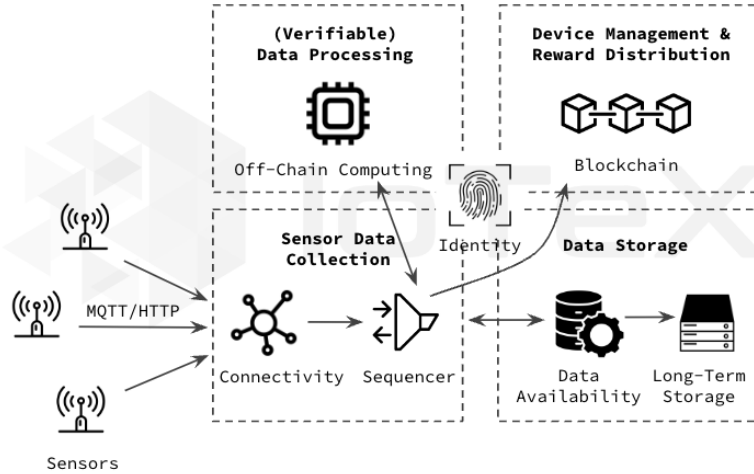 (Verifiable)
Data Processing
Off-Chain Computing
Device Management &
Reward Distribution
Blockchain
Identity
Sensor Data
Collection
Connectivity
Sequencer
Data Storage
Data
Availability
Long-Term
Storage
MQTT/HTTP
Sensors
IoTeX